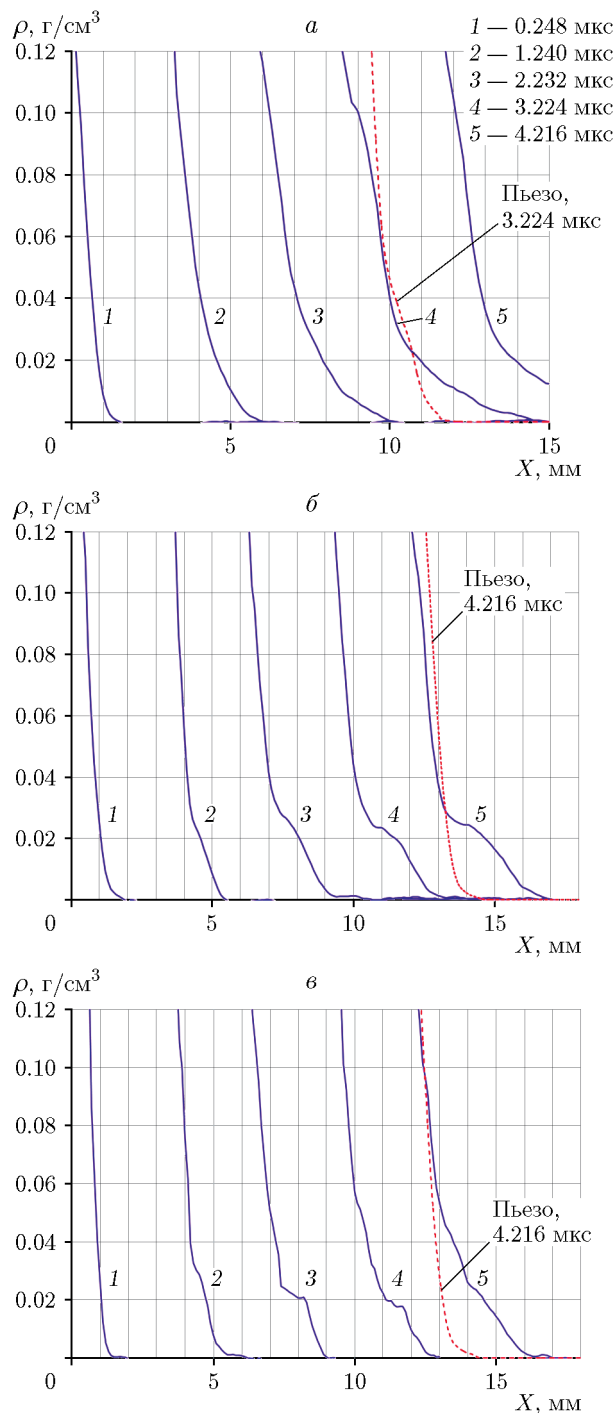 ρ, г/см³
а
1 — 0.248 мкс
2 — 1.240 мкс
3 — 2.232 мкс
4 — 3.224 мкс
5 — 4.216 мкс
0.12
0.10
0.08
0.06
0.04
0.02
Пьезо,
3.224 мкс
1
2
3
4
5
0
5
10
15
X, мм
ρ, г/см³
б
0.12
0.10
0.08
0.06
0.04
0.02
Пьезо,
4.216 мкс
1
2
3
4
5
0
5
10
15
X, мм
ρ, г/см³
в
0.12
0.10
0.08
0.06
0.04
0.02
Пьезо,
4.216 мкс
1
2
3
4
5
0
5
10
15
X, мм